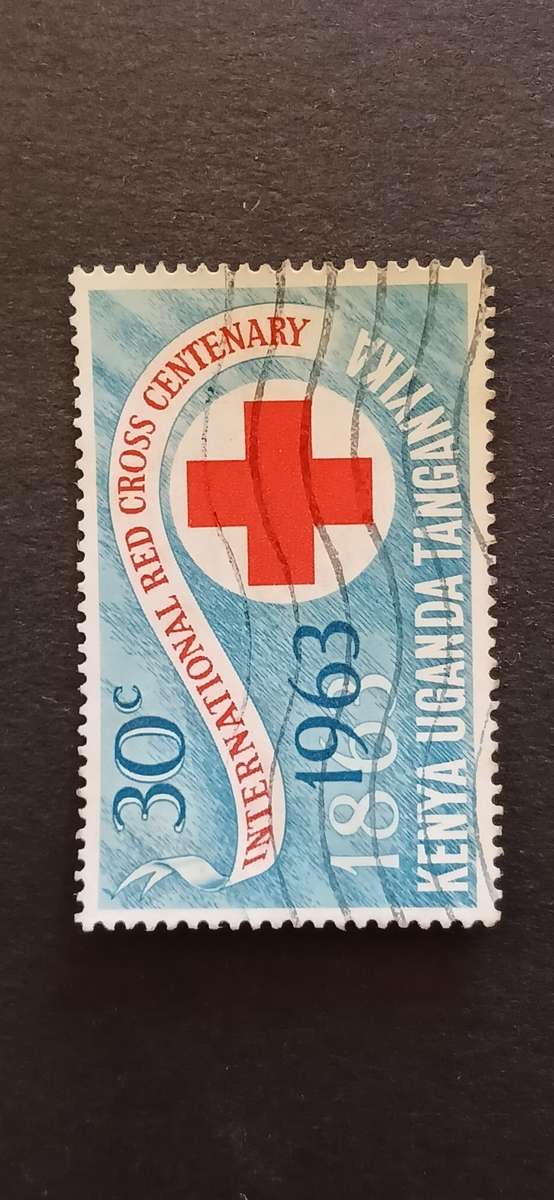 INTERNATIONAL RED CROSS CENTENARY
30c
1963
1863
KENYA UGANDA TANGANYIKA